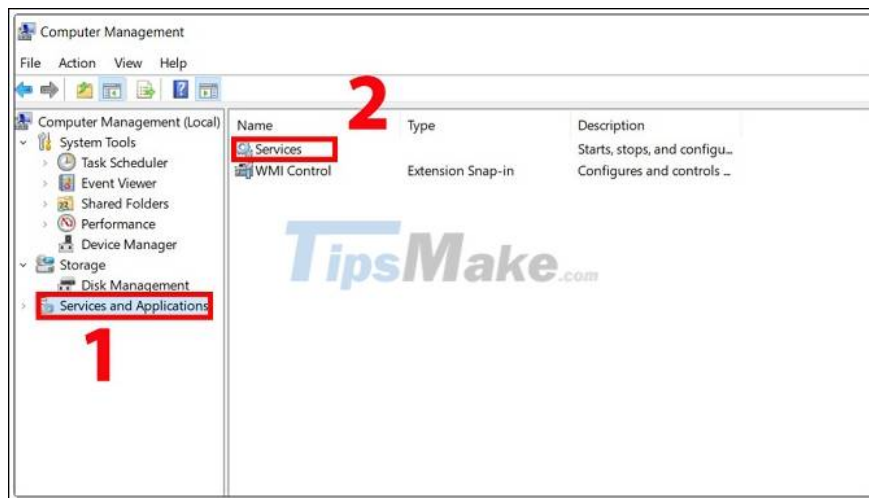 Computer Management
File Action View Help
2
Computer Management (Local)
System Tools
Task Scheduler
Event Viewer
Shared Folders
Performance
Device Manager
Storage
Disk Management
Services and Applications
1
Name Type Description
Services Starts, stops, and configu...
WMI Control Extension Snap-in Configures and controls ...
TipsMake.com